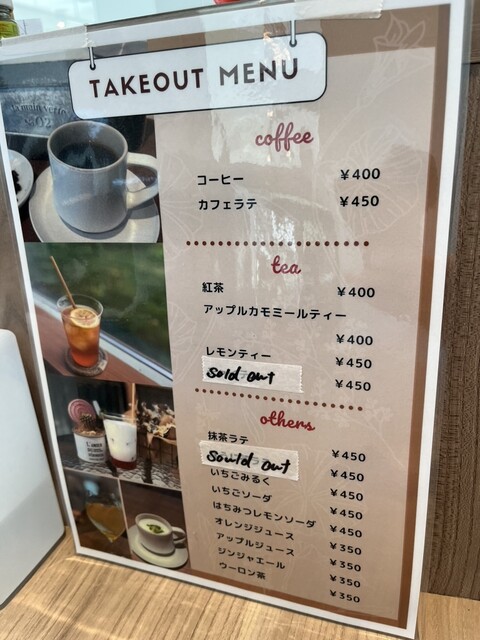 TAKEOUT MENU
coffee
コーヒー ¥400
カフェラテ ¥450
tea
紅茶 ¥400
アップルカモミールティー
¥400
レモンティー ¥450
Sold out ¥450
others
抹茶ラテ ¥450
Sould out ¥450
いちごみるく ¥450
いちごソーダ ¥450
はちみつレモンソーダ ¥450
オレンジジュース ¥350
アップルジュース ¥350
ジンジャエール ¥350
ウーロン茶 ¥350